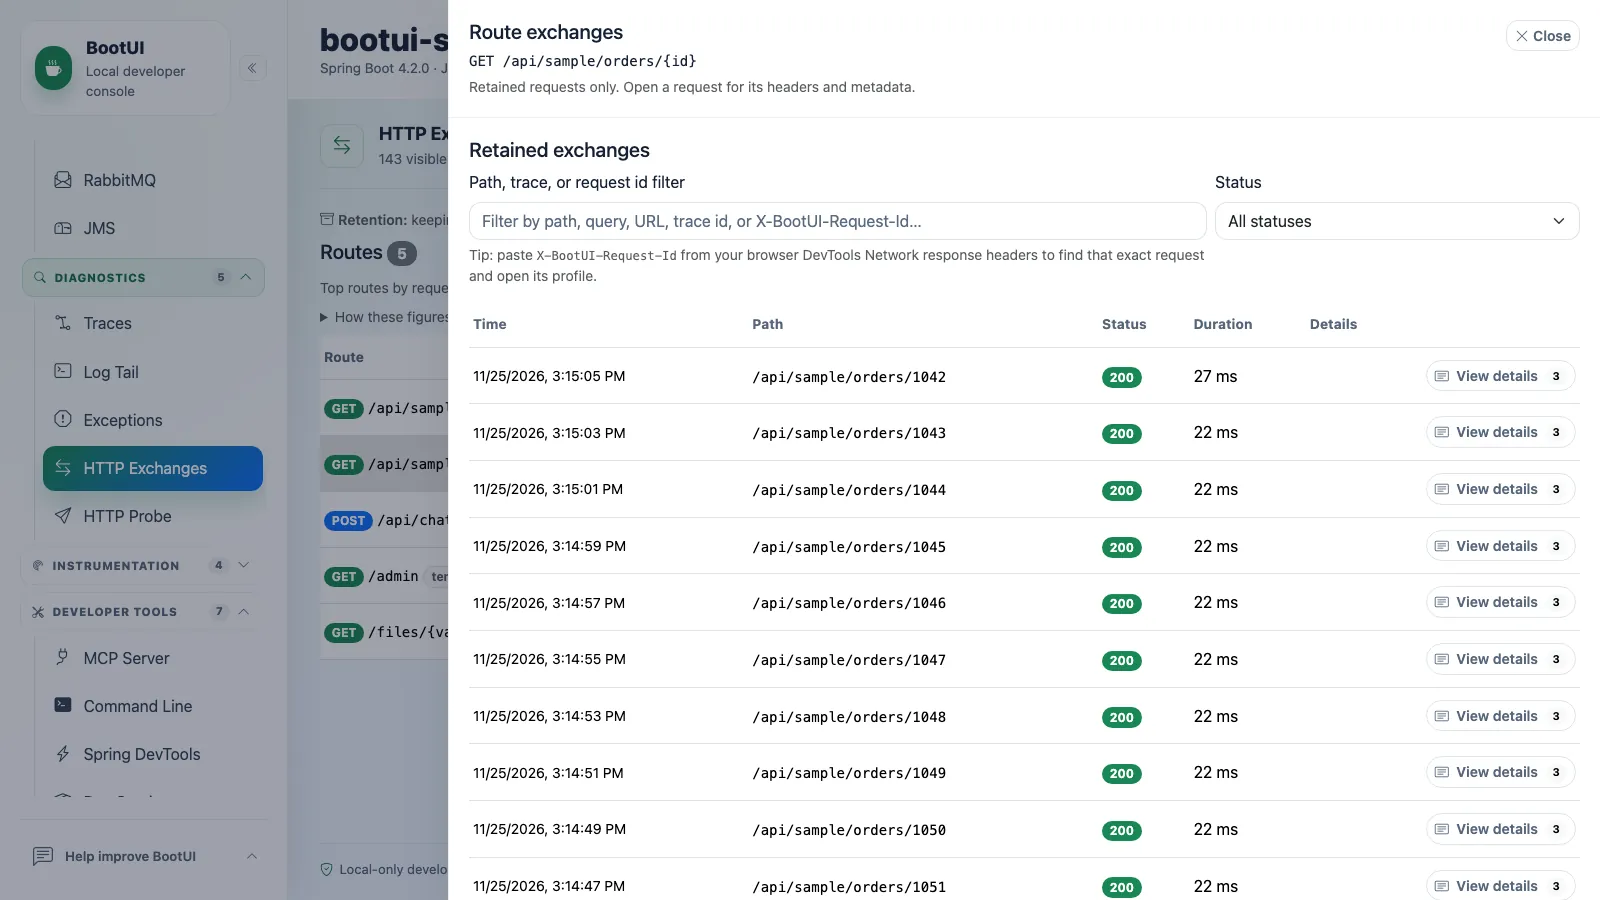 BootUI
Local developer
console
RabbitMQ
JMS
DIAGNOSTICS 5
Traces
Log Tail
Exceptions
HTTP Exchanges
HTTP Probe
INSTRUMENTATION 4
DEVELOPER TOOLS 7
MCP Server
Command Line
Spring DevTools
Help improve BootUI
bootui-s
Spring Boot 4.2.0 · J
HTTP Ex
143 visible
Retention: keepin
Routes 5
Top routes by reque
How these figures
Route
GET /api/sampl
GET /api/sampl
POST /api/chat
GET /admin ter
GET /files/{va
Local-only develo
Route exchanges
GET /api/sample/orders/{id}
Retained requests only. Open a request for its headers and metadata.
Close
Retained exchanges
Path, trace, or request id filter
Status
Filter by path, query, URL, trace id, or X-BootUI-Request-Id...
All statuses
Tip: paste X-BootUI-Request-Id from your browser DevTools Network response headers to find that exact request
and open its profile.
Time Path Status Duration Details
11/25/2026, 3:15:05 PM /api/sample/orders/1042 200 27 ms View details 3
11/25/2026, 3:15:03 PM /api/sample/orders/1043 200 22 ms View details 3
11/25/2026, 3:15:01 PM /api/sample/orders/1044 200 22 ms View details 3
11/25/2026, 3:14:59 PM /api/sample/orders/1045 200 22 ms View details 3
11/25/2026, 3:14:57 PM /api/sample/orders/1046 200 22 ms View details 3
11/25/2026, 3:14:55 PM /api/sample/orders/1047 200 22 ms View details 3
11/25/2026, 3:14:53 PM /api/sample/orders/1048 200 22 ms View details 3
11/25/2026, 3:14:51 PM /api/sample/orders/1049 200 22 ms View details 3
11/25/2026, 3:14:49 PM /api/sample/orders/1050 200 22 ms View details 3
11/25/2026, 3:14:47 PM /api/sample/orders/1051 200 22 ms View details 3